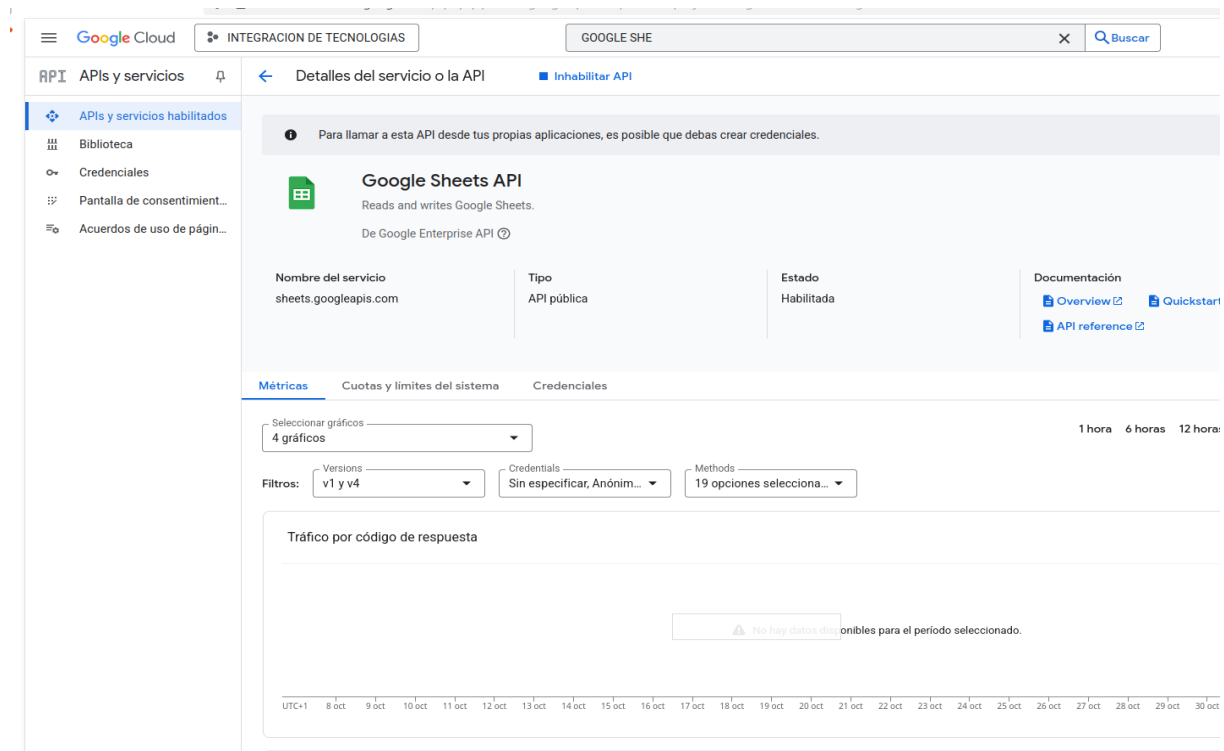 Google Cloud
INTEGRACION DE TECNOLOGIAS
GOOGLE SHE
Buscar
API APIs y servicios
Detalles del servicio o la API
Inhabilitar API
APIs y servicios habilitados
Biblioteca
Credenciales
Pantalla de consentimient...
Acuerdos de uso de págin...
Para llamar a esta API desde tus propias aplicaciones, es posible que debas crear credenciales.
Google Sheets API
Reads and writes Google Sheets.
De Google Enterprise API
Nombre del servicio
sheets.googleapis.com
Tipo
API pública
Estado
Habilitada
Documentación
Overview
Quickstart
API reference
Métricas
Cuotas y límites del sistema
Credenciales
Seleccionar gráficos
4 gráficos
1 hora 6 horas 12 horas
Filtros:
Versions
v1 y v4
Credentials
Sin especificar, Anónim...
Methods
19 opciones selecciona...
Tráfico por código de respuesta
No hay datos disponibles para el período seleccionado.
UTC+1 8 oct 9 oct 10 oct 11 oct 12 oct 13 oct 14 oct 15 oct 16 oct 17 oct 18 oct 19 oct 20 oct 21 oct 22 oct 23 oct 24 oct 25 oct 26 oct 27 oct 28 oct 29 oct 30 oct